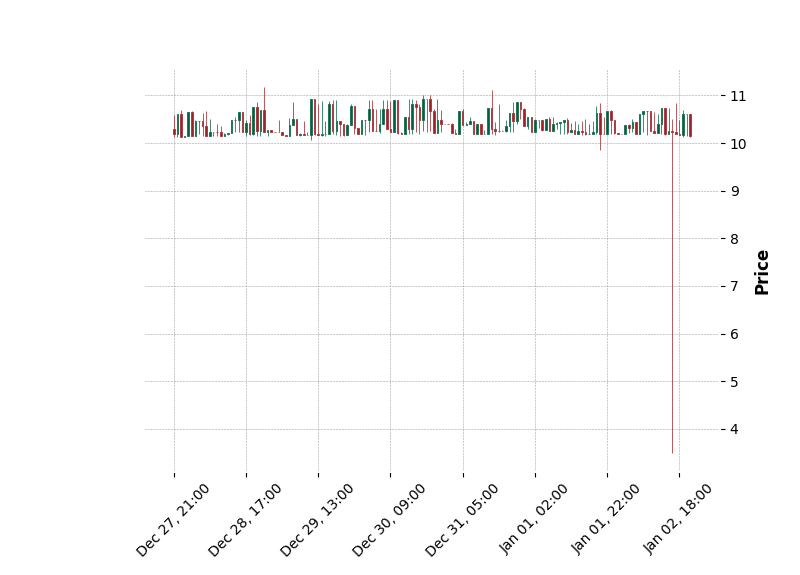 11
10
9
8
7
6
5
4
Price
Dec 27, 21:00
Dec 28, 17:00
Dec 29, 13:00
Dec 30, 09:00
Dec 31, 05:00
Jan 01, 02:00
Jan 01, 22:00
Jan 02, 18:00